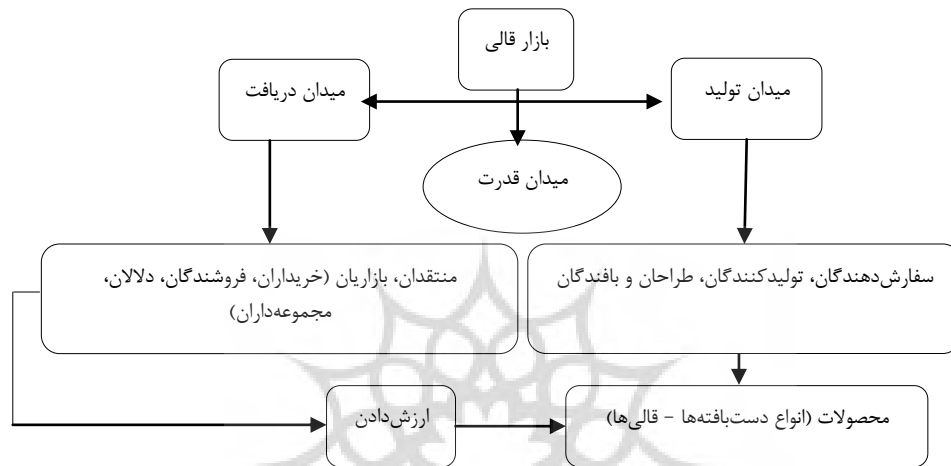 بازار قالی
میدان تولید
میدان دریافت
میدان قدرت
سفارش‌دهندگان، تولیدکنندگان، طراحان و بافندگان
منتقدان، بازاریان (خریداران، فروشندگان، دلالان،
مجموعه‌داران)
محصولات (انواع دست‌بافته‌ها – قالی‌ها)
ارزش‌دادن